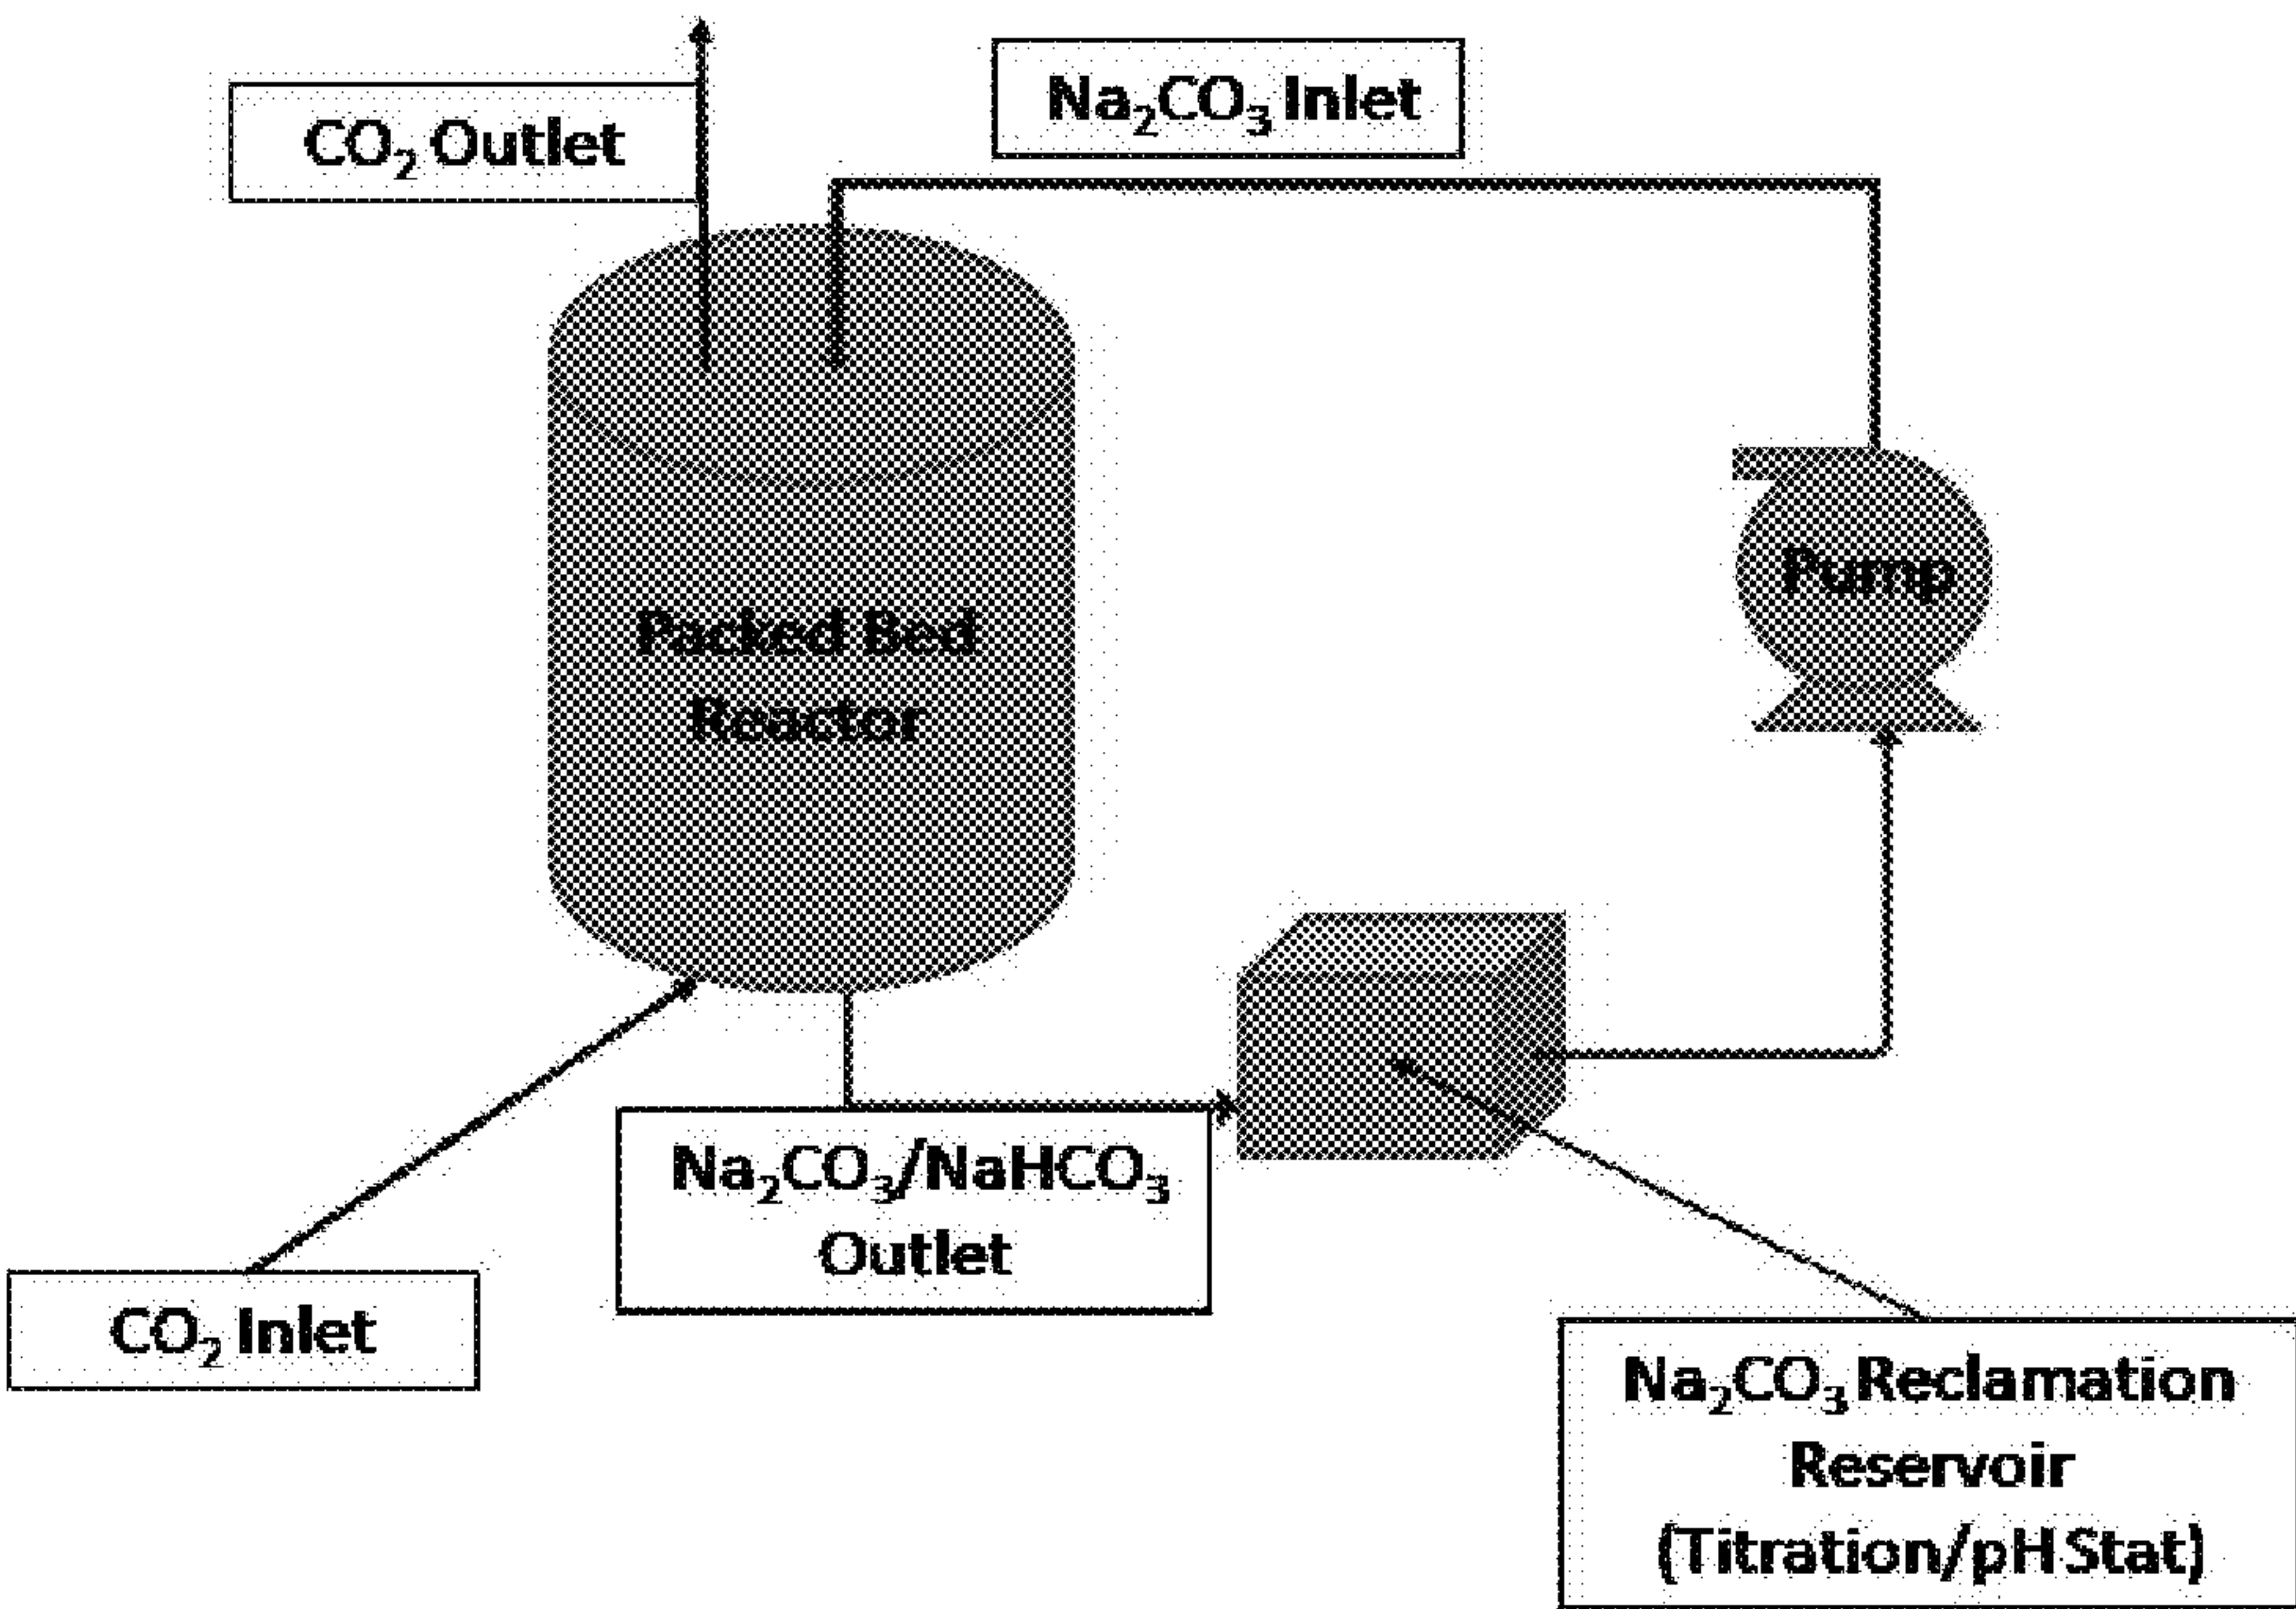 CO₂ Outlet
Na₂CO₃ Inlet
Pump
Packed Bed
Reactor
Na₂CO₃/NaHCO₃
Outlet
CO₂ Inlet
Na₂CO₃ Reclamation
Reservoir
(Titration/pH Stat)